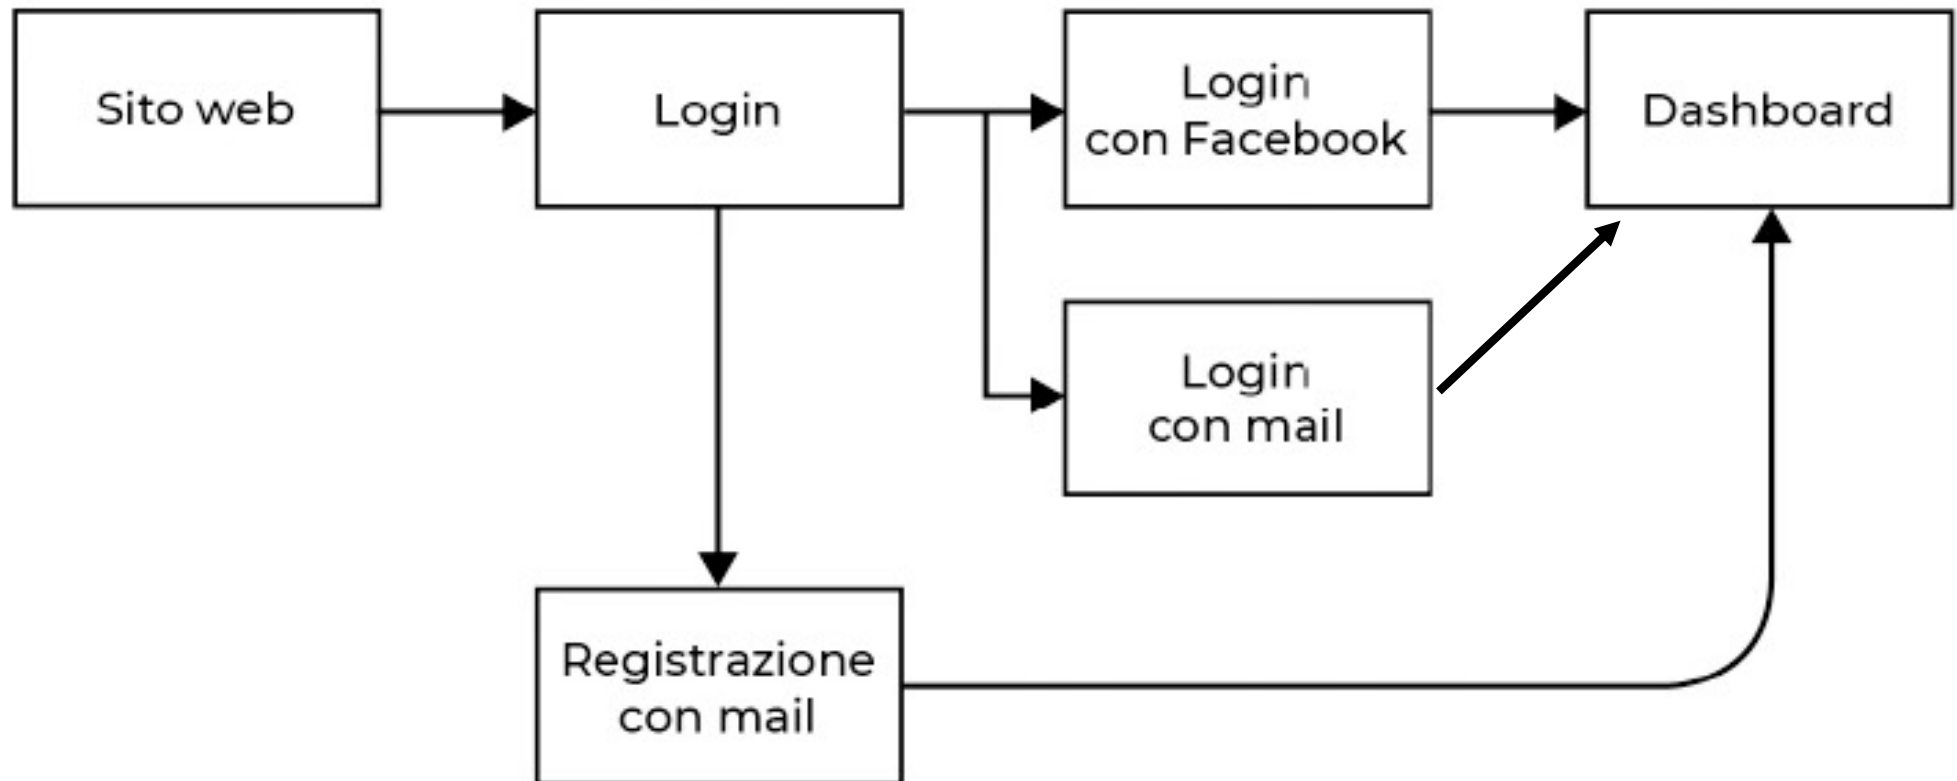 Sito web
Login
Login
con Facebook
Dashboard
Login
con mail
Registrazione
con mail